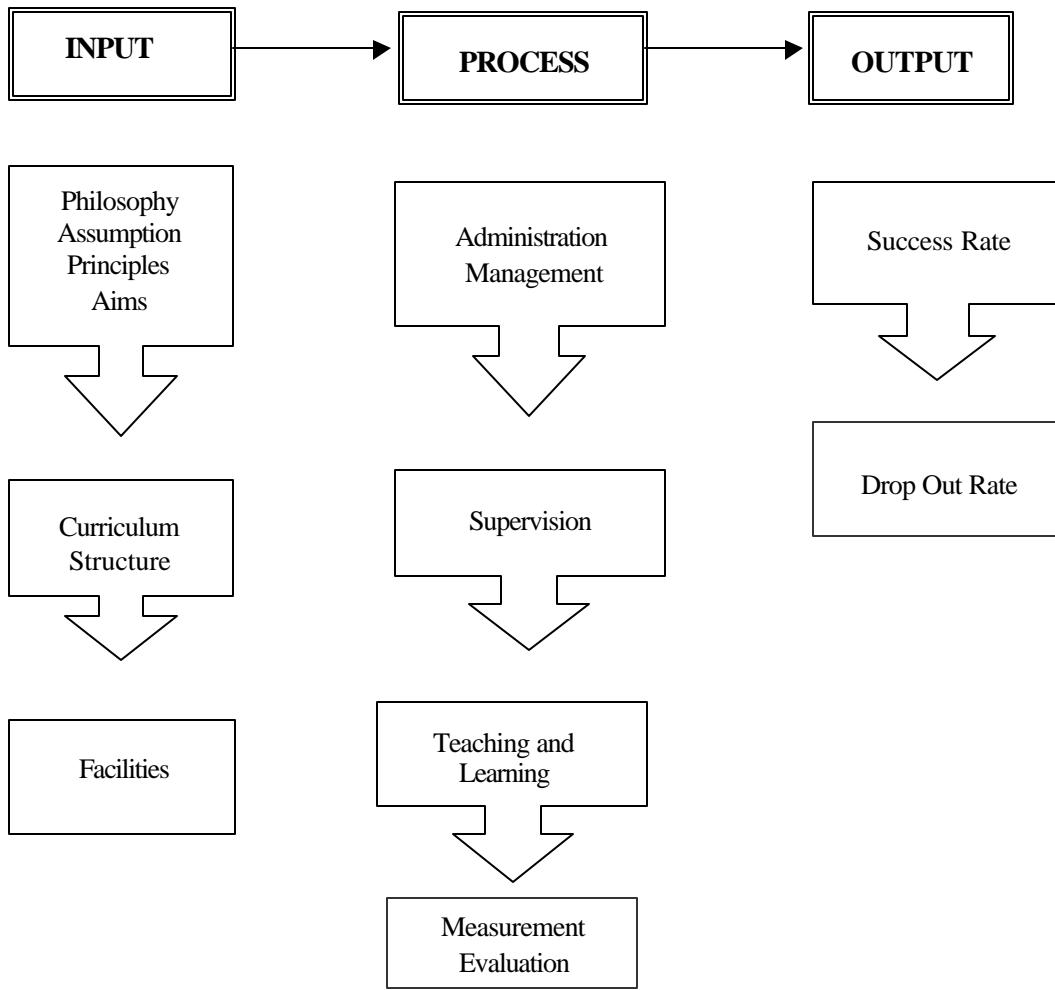 INPUT
PROCESS
OUTPUT
Philosophy
Assumption
Principles
Aims
Curriculum
Structure
Facilities
Administration
Management
Supervision
Teaching and
Learning
Measurement
Evaluation
Success Rate
Drop Out Rate